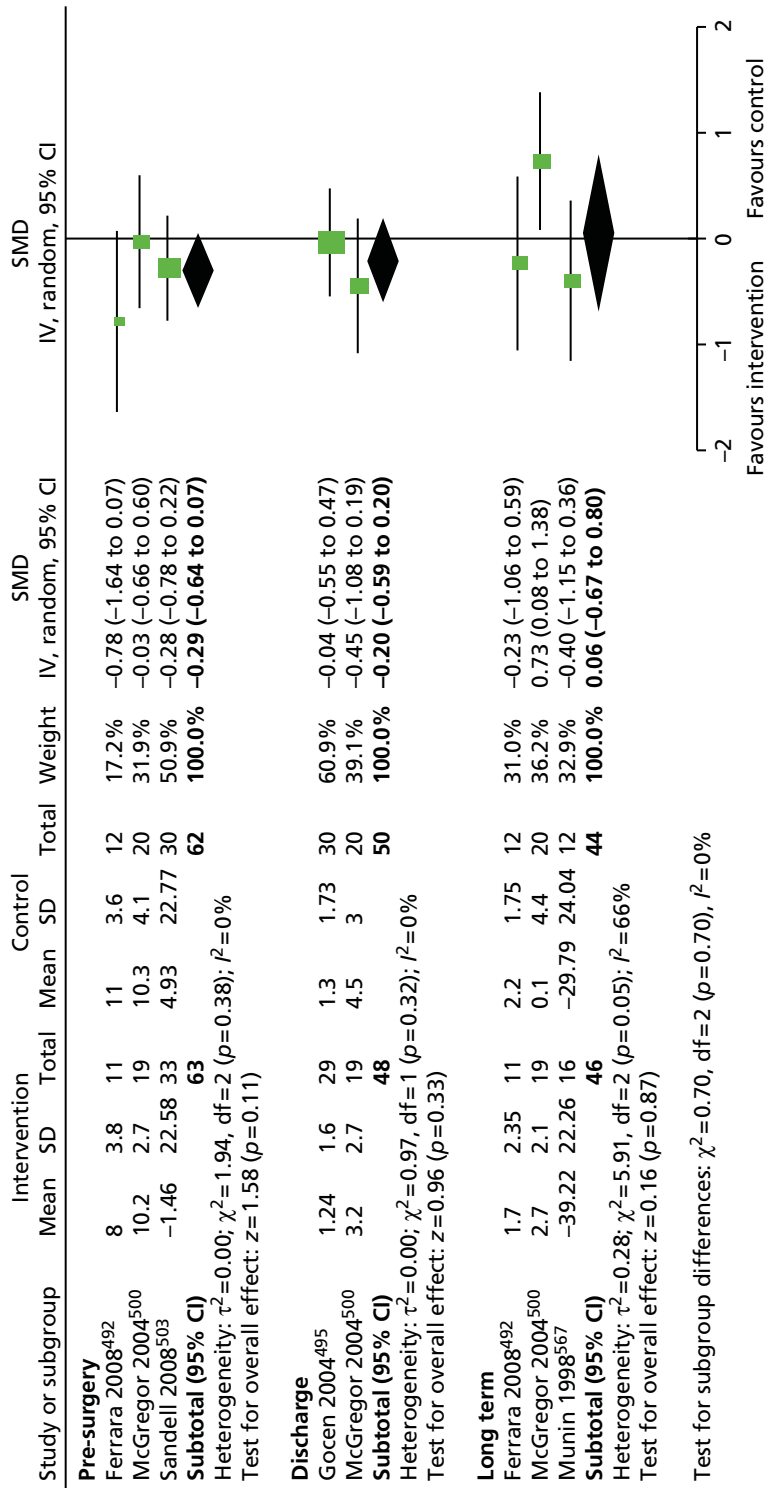 Intervention Control SMD SMD
Study or subgroup Mean SD Total Mean SD Total Weight IV, random, 95% CI IV, random, 95% CI
Pre-surgery
Ferrara 2008⁴⁹² 8 3.8 11 11 3.6 12 17.2% −0.78 (−1.64 to 0.07)
McGregor 2004⁵⁰⁰ 10.2 2.7 19 10.3 4.1 20 31.9% −0.03 (−0.66 to 0.60)
Sandell 2008⁵⁰³ −1.46 22.58 33 4.93 22.77 30 50.9% −0.28 (−0.78 to 0.22)
Subtotal (95% CI) 63 62 100.0% −0.29 (−0.64 to 0.07)
Heterogeneity: τ²=0.00; χ²=1.94, df=2 (p=0.38); I²=0%
Test for overall effect: z=1.58 (p=0.11)
Discharge
Gocen 2004⁴⁹⁵ 1.24 1.6 29 1.3 1.73 30 60.9% −0.04 (−0.55 to 0.47)
McGregor 2004⁵⁰⁰ 3.2 2.7 19 4.5 3 20 39.1% −0.45 (−1.08 to 0.19)
Subtotal (95% CI) 48 50 100.0% −0.20 (−0.59 to 0.20)
Heterogeneity: τ²=0.00; χ²=0.97, df=1 (p=0.32); I²=0%
Test for overall effect: z=0.96 (p=0.33)
Long term
Ferrara 2008⁴⁹² 1.7 2.35 11 2.2 1.75 12 31.0% −0.23 (−1.06 to 0.59)
McGregor 2004⁵⁰⁰ 2.7 2.1 19 0.1 4.4 20 36.2% 0.73 (0.08 to 1.38)
Munin 1998⁵⁶⁷ −39.22 22.26 16 −29.79 24.04 12 32.9% −0.40 (−1.15 to 0.36)
Subtotal (95% CI) 46 44 100.0% 0.06 (−0.67 to 0.80)
Heterogeneity: τ²=0.28; χ²=5.91, df=2 (p=0.05); I²=66%
Test for overall effect: z=0.16 (p=0.87)
Test for subgroup differences: χ²=0.70, df=2 (p=0.70), I²=0%
−2 −1 0 1 2
Favours intervention Favours control